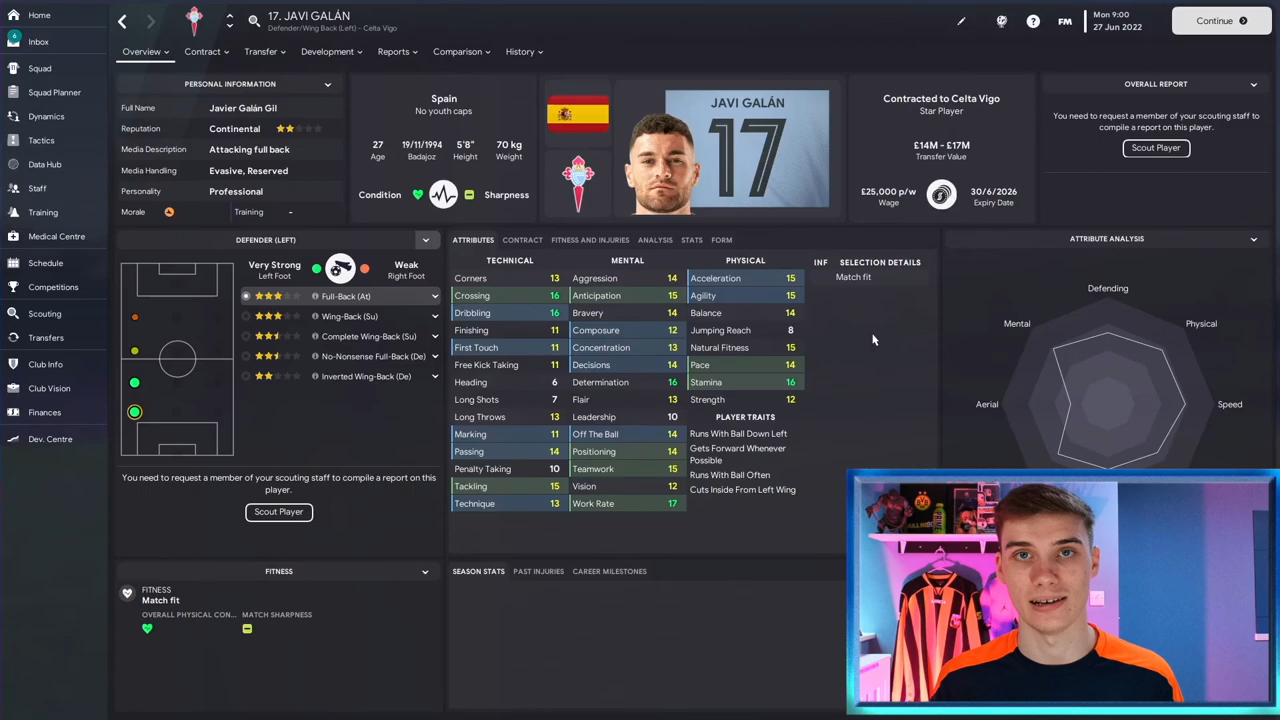 Home
6
Inbox
Squad
Squad Planner
Dynamics
Tactics
Data Hub
Staff
Training
Medical Centre
Schedule
Competitions
Scouting
Transfers
Club Info
Club Vision
Finances
Dev. Centre
17. JAVI GALÁN
Defender/Wing Back (Left) - Celta Vigo
?
FM
Mon 9:00
27 Jun 2022
Continue
Overview
Contract
Transfer
Development
Reports
Comparison
History
PERSONAL INFORMATION
Full Name Javier Galán Gil
Reputation Continental
Media Description Attacking full back
Media Handling Evasive, Reserved
Personality Professional
Morale Training -
Spain
No youth caps
27 19/11/1994 5'8" 70 kg
Age Badajoz Height Weight
Condition Sharpness
JAVI GALÁN
17
Contracted to Celta Vigo
Star Player
£14M - £17M
Transfer Value
£25,000 p/w 30/6/2026
Wage Expiry Date
OVERALL REPORT
You need to request a member of your scouting staff to
compile a report on this player.
Scout Player
DEFENDER (LEFT)
Very Strong Weak
Left Foot Right Foot
Full-Back (At)
Wing-Back (Su)
Complete Wing-Back (Su)
No-Nonsense Full-Back (De)
Inverted Wing-Back (De)
You need to request a member of your scouting staff to compile a report on this
player.
Scout Player
ATTRIBUTES CONTRACT FITNESS AND INJURIES ANALYSIS STATS FORM
TECHNICAL
Corners 13
Crossing 16
Dribbling 16
Finishing 11
First Touch 11
Free Kick Taking 11
Heading 6
Long Shots 7
Long Throws 13
Marking 11
Passing 14
Penalty Taking 10
Tackling 15
Technique 13
MENTAL
Aggression 14
Anticipation 15
Bravery 14
Composure 12
Concentration 13
Decisions 14
Determination 16
Flair 13
Leadership 10
Off The Ball 14
Positioning 14
Teamwork 15
Vision 12
Work Rate 17
PHYSICAL
Acceleration 15
Agility 15
Balance 14
Jumping Reach 8
Natural Fitness 15
Pace 14
Stamina 16
Strength 12
PLAYER TRAITS
Runs With Ball Down Left
Gets Forward Whenever
Possible
Runs With Ball Often
Cuts Inside From Left Wing
INF SELECTION DETAILS
Match fit
ATTRIBUTE ANALYSIS
Defending
Mental Physical
Aerial Speed
FITNESS
FITNESS
Match fit
OVERALL PHYSICAL CON... MATCH SHARPNESS
SEASON STATS PAST INJURIES CAREER MILESTONES